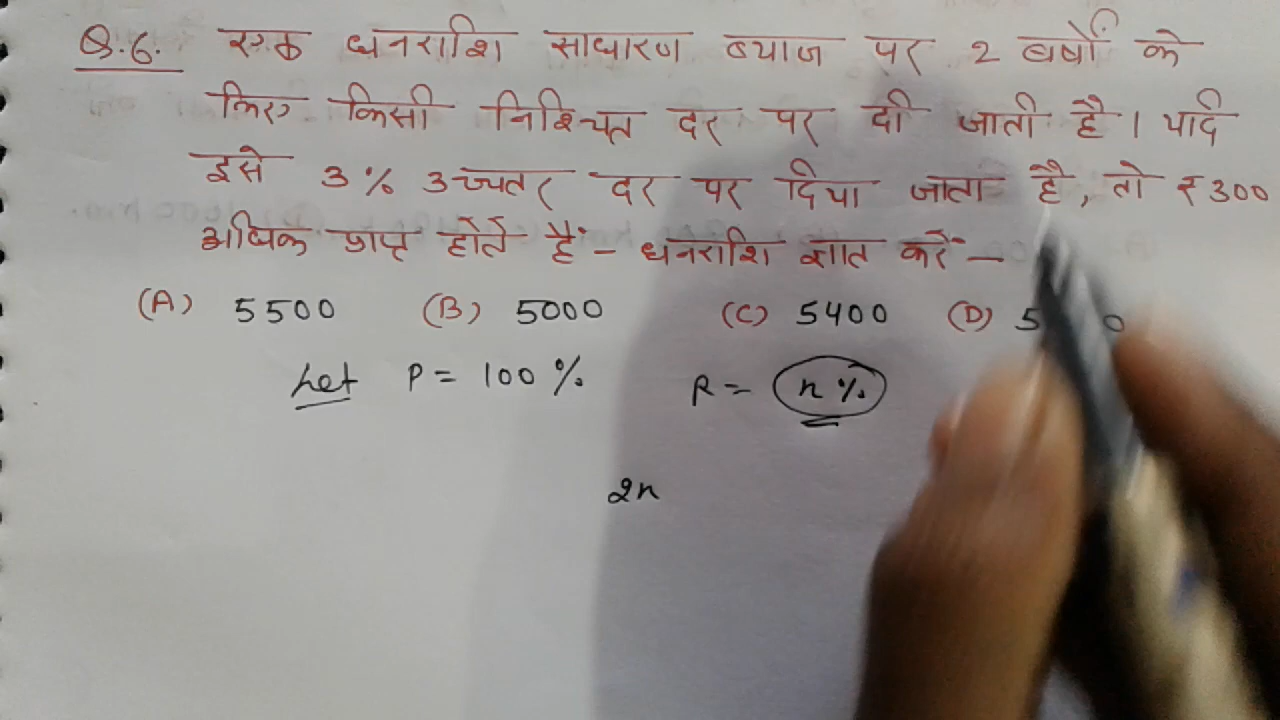 Q.6. एक धनराशि साधारण ब्याज पर 2 वर्षों के
लिए किसी निश्चित दर पर दी जाती है। यदि
इसे 3% उच्चतर दर पर दिया जाता है, तो ₹300
अधिक प्राप्त होते हैं - धनराशि ज्ञात करें -
(A) 5500 (B) 5000 (C) 5400 (D)
Let P = 100% R = n%
2n